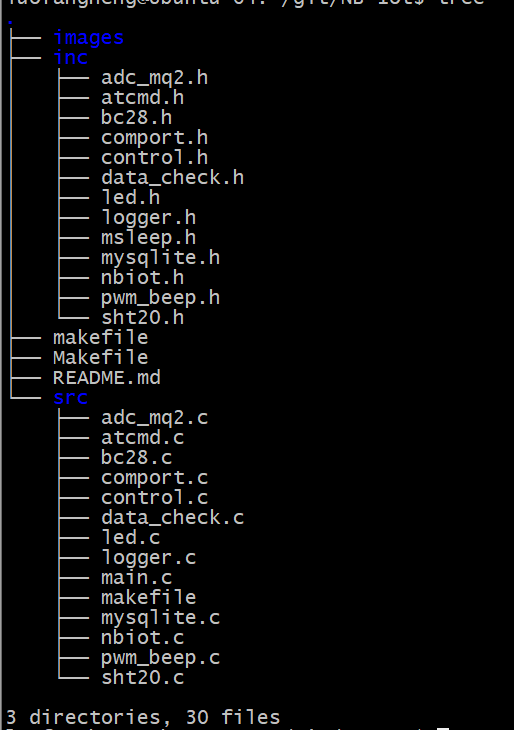 .
├── images
├── inc
│   ├── adc_mq2.h
│   ├── atcmd.h
│   ├── bc28.h
│   ├── comport.h
│   ├── control.h
│   ├── data_check.h
│   ├── led.h
│   ├── logger.h
│   ├── msleep.h
│   ├── mysqlite.h
│   ├── nbiot.h
│   ├── pwm_beep.h
│   └── sht20.h
├── makefile
├── Makefile
├── README.md
└── src
    ├── adc_mq2.c
    ├── atcmd.c
    ├── bc28.c
    ├── comport.c
    ├── control.c
    ├── data_check.c
    ├── led.c
    ├── logger.c
    ├── main.c
    ├── makefile
    ├── mysqlite.c
    ├── nbiot.c
    ├── pwm_beep.c
    └── sht20.c
3 directories, 30 files